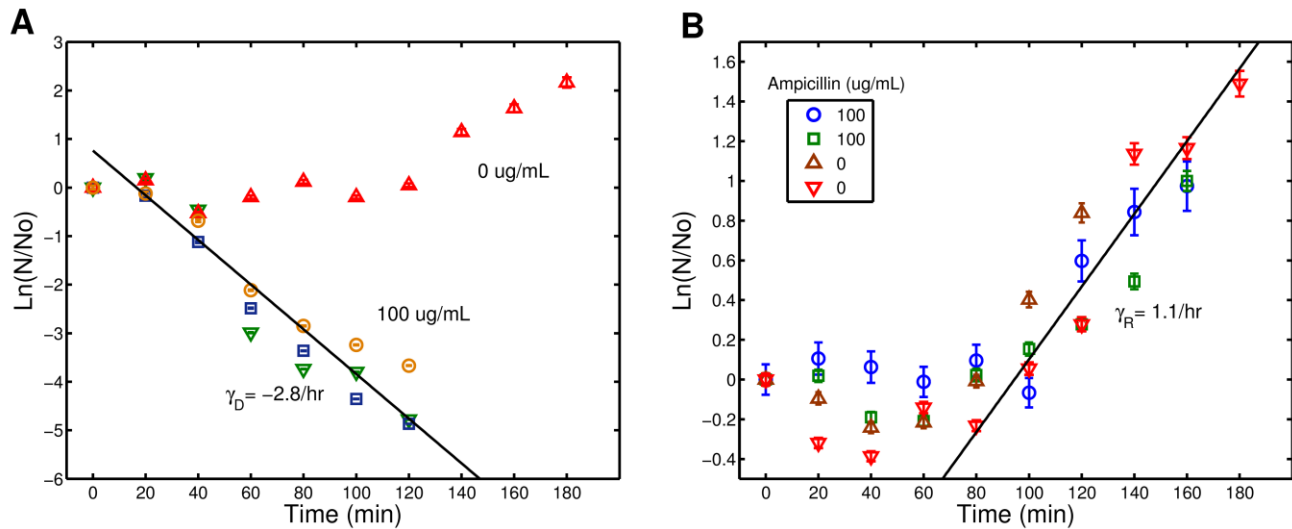 A
Ln(N/No)
3
2
1
0
−1
−2
−3
−4
−5
−6
0 ug/mL
100 ug/mL
γD= −2.8/hr
0 20 40 60 80 100 120 140 160 180
Time (min)
B
Ln(N/No)
1.6
1.4
1.2
1
0.8
0.6
0.4
0.2
0
−0.2
−0.4
Ampicillin (ug/mL)
100
100
0
0
γR= 1.1/hr
0 20 40 60 80 100 120 140 160 180
Time (min)